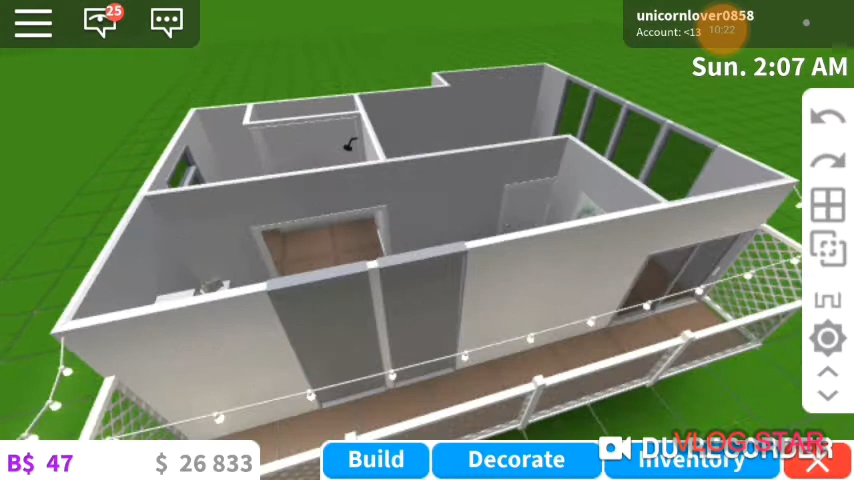 25
unicornlover0858
Account: <13
10:22
Sun. 2:07 AM
B$ 47
$ 26 833
Build
Decorate
Inventory
DU RECORDER
VLOG STAR